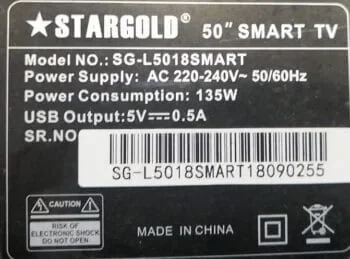 ★STARGOLD 50" SMART TV
Model NO.: SG-L5018SMART
Power Supply: AC 220-240V~ 50/60Hz
Power Consumption: 135W
USB Output:5V⎓0.5A
SR.NO
SG-L5018SMART18090255
CAUTION
RISK OF
ELECTRONIC SHOCK
DO NOT OPEN
MADE IN CHINA